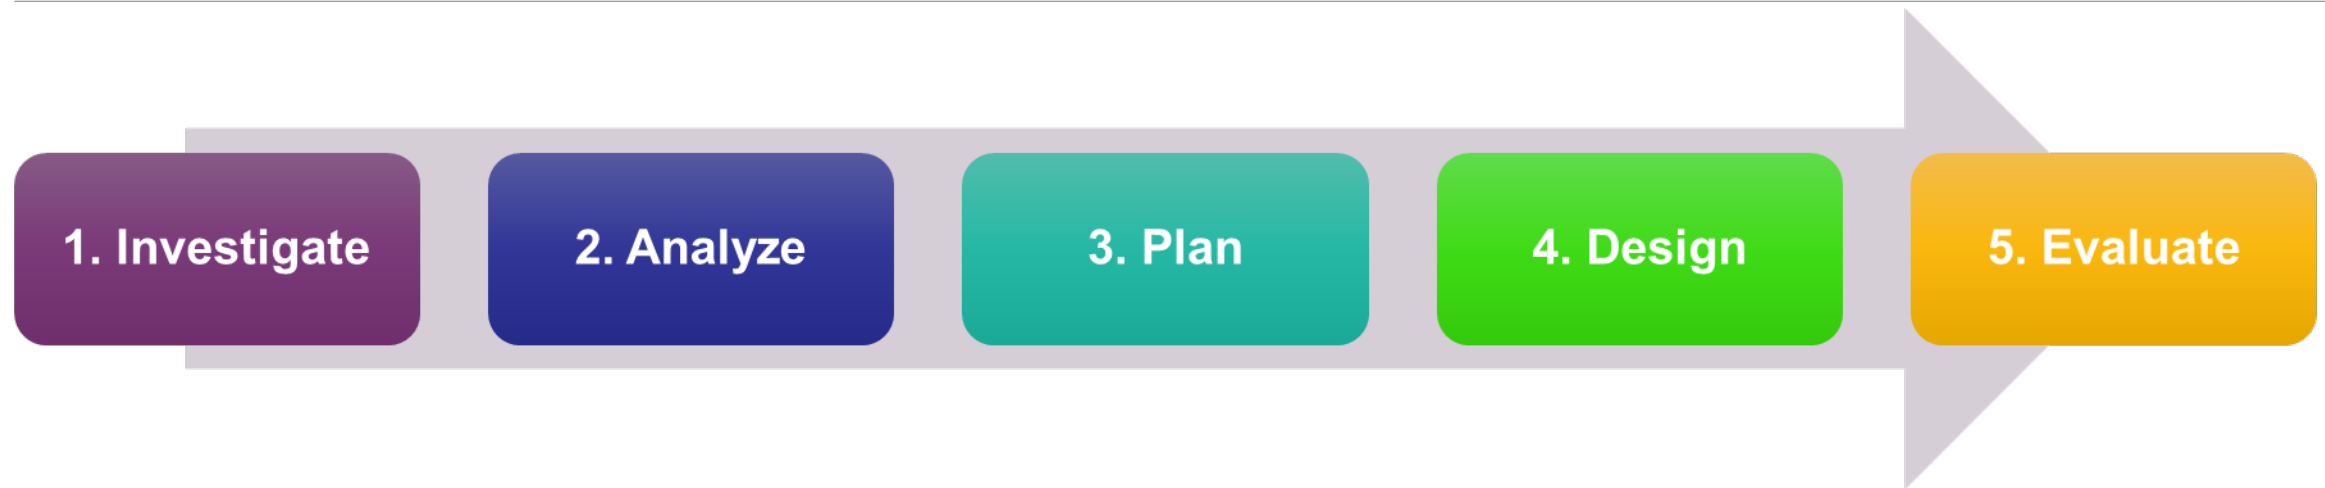 1. Investigate
2. Analyze
3. Plan
4. Design
5. Evaluate